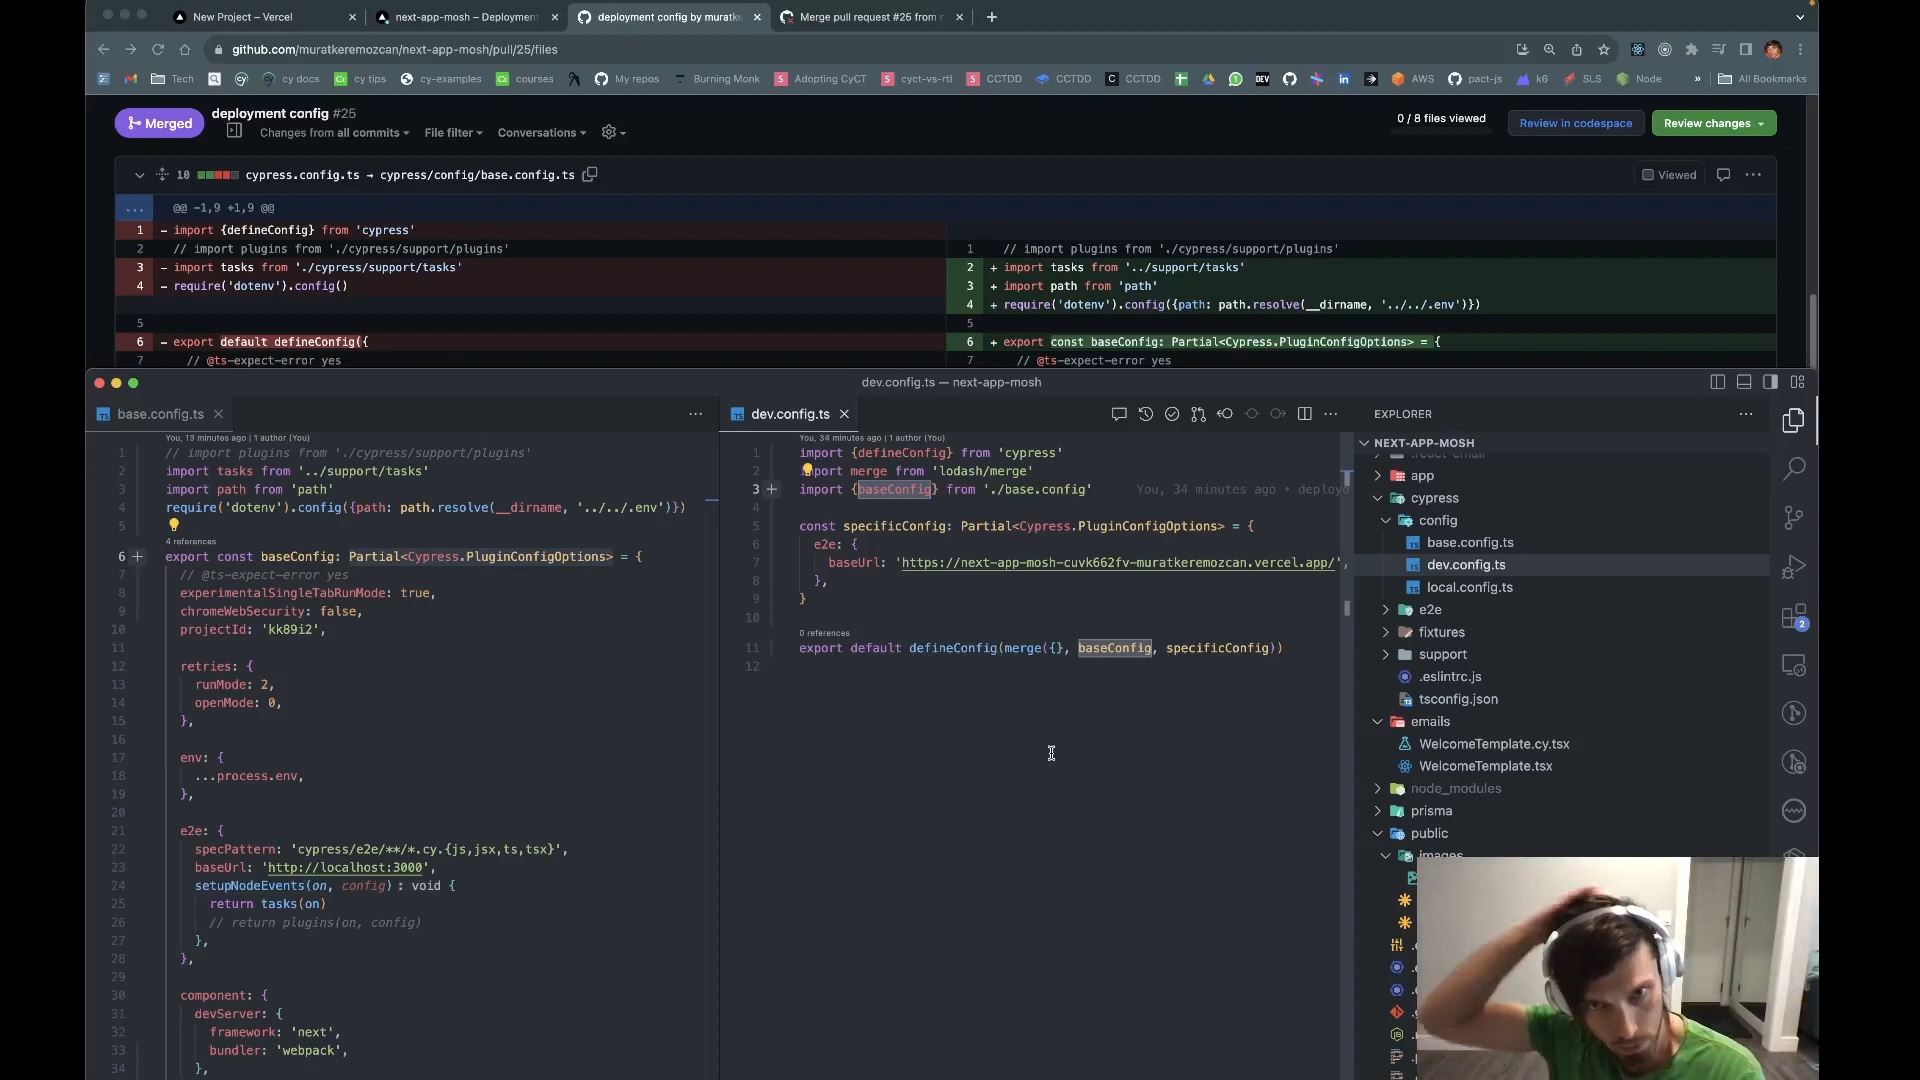 New Project – Vercel
next-app-mosh – Deployment
deployment config by muratke
Merge pull request #25 from
github.com/muratkeremozcan/next-app-mosh/pull/25/files
Tech
cy docs
cy tips
cy-examples
courses
My repos
Burning Monk
Adopting CyCT
cyct-vs-rtl
CCTDD
CCTDD
CCTDD
AWS
pact-js
k6
SLS
Node
»
All Bookmarks
Merged
deployment config #25
Changes from all commits
File filter
Conversations
0 / 8 files viewed
Review in codespace
Review changes
10
cypress.config.ts → cypress/config/base.config.ts
Viewed
@@ -1,9 +1,9 @@
1 - import {defineConfig} from 'cypress'
2 // import plugins from './cypress/support/plugins'
3 - import tasks from './cypress/support/tasks'
4 - require('dotenv').config()
5
6 - export default defineConfig({
7 // @ts-expect-error yes
1 // import plugins from './cypress/support/plugins'
2 + import tasks from '../support/tasks'
3 + import path from 'path'
4 + require('dotenv').config({path: path.resolve(__dirname, '../../.env')})
5
6 + export const baseConfig: Partial<Cypress.PluginConfigOptions> = {
7 // @ts-expect-error yes
dev.config.ts — next-app-mosh
base.config.ts
You, 13 minutes ago | 1 author (You)
1 // import plugins from './cypress/support/plugins'
2 import tasks from '../support/tasks'
3 import path from 'path'
4 require('dotenv').config({path: path.resolve(__dirname, '../../.env')})
5
4 references
6 export const baseConfig: Partial<Cypress.PluginConfigOptions> = {
7 // @ts-expect-error yes
8 experimentalSingleTabRunMode: true,
9 chromeWebSecurity: false,
10 projectId: 'kk89i2',
11
12 retries: {
13 runMode: 2,
14 openMode: 0,
15 },
16
17 env: {
18 ...process.env,
19 },
20
21 e2e: {
22 specPattern: 'cypress/e2e/**/*.cy.{js,jsx,ts,tsx}',
23 baseUrl: 'http://localhost:3000',
24 setupNodeEvents(on, config): void {
25 return tasks(on)
26 // return plugins(on, config)
27 },
28 },
29
30 component: {
31 devServer: {
32 framework: 'next',
33 bundler: 'webpack',
34 },
dev.config.ts
You, 34 minutes ago | 1 author (You)
1 import {defineConfig} from 'cypress'
2 import merge from 'lodash/merge'
3 import {baseConfig} from './base.config' You, 34 minutes ago • deploy
4
5 const specificConfig: Partial<Cypress.PluginConfigOptions> = {
6 e2e: {
7 baseUrl: 'https://next-app-mosh-cuvk662fv-muratkeremozcan.vercel.app/',
8 },
9 }
10
0 references
11 export default defineConfig(merge({}, baseConfig, specificConfig))
12
EXPLORER
NEXT-APP-MOSH
.react-email
app
cypress
config
base.config.ts
dev.config.ts
local.config.ts
e2e
fixtures
support
.eslintrc.js
tsconfig.json
emails
WelcomeTemplate.cy.tsx
WelcomeTemplate.tsx
node_modules
prisma
public
images
2